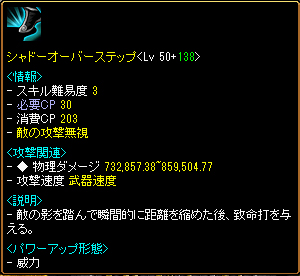 シャドーオーバーステップ<Lv 50+138>
<情報>
- スキル難易度 3
- 必要CP 30
- 消費CP 203
- 敵の攻撃無視
<攻撃関連>
- ◆ 物理ダメージ 732,857.38~859,504.77
- 攻撃速度 武器速度
<説明>
- 敵の影を踏んで瞬間的に距離を縮めた後、致命打を与
える。
<パワーアップ形態>
- 威力